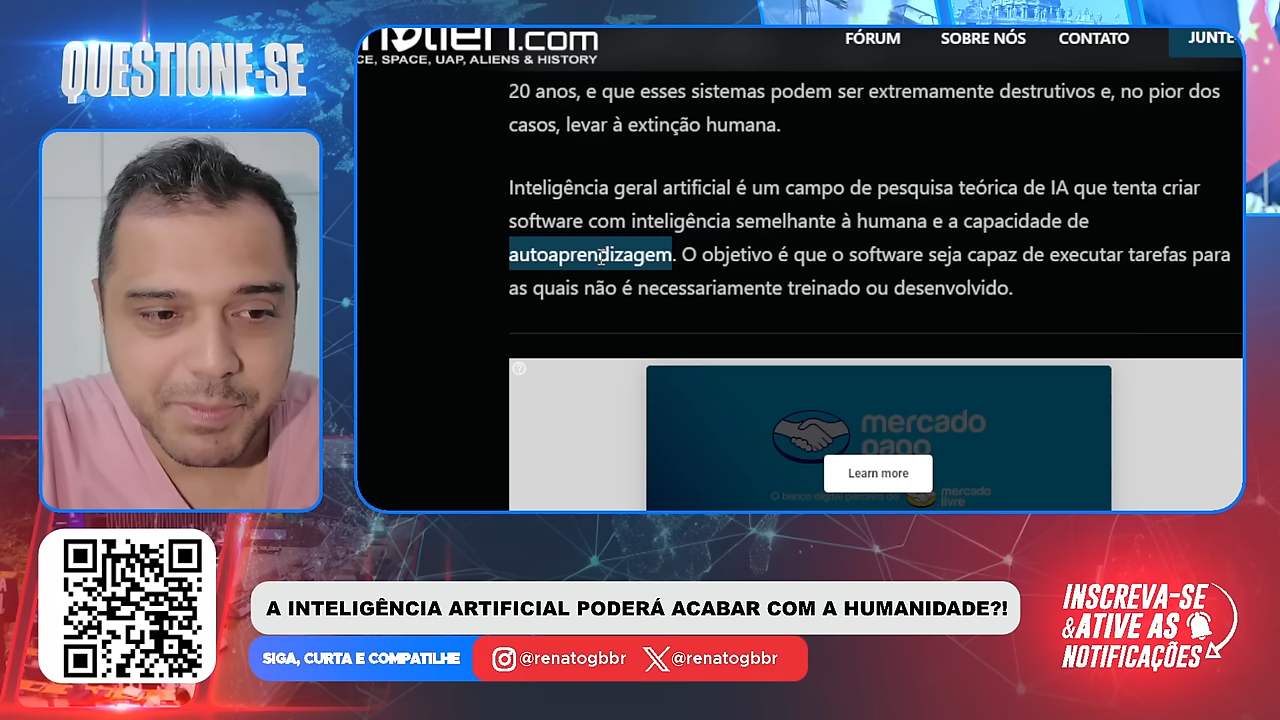 QUESTIONE-SE
.com
CE, SPACE, UAP, ALIENS & HISTORY
FÓRUM
SOBRE NÓS
CONTATO
JUNTE
20 anos, e que esses sistemas podem ser extremamente destrutivos e, no pior dos
casos, levar à extinção humana.
Inteligência geral artificial é um campo de pesquisa teórica de IA que tenta criar
software com inteligência semelhante à humana e a capacidade de
autoaprendizagem. O objetivo é que o software seja capaz de executar tarefas para
as quais não é necessariamente treinado ou desenvolvido.
mercado
pago
Learn more
O banco digital parceiro do
mercado
livre
A INTELIGÊNCIA ARTIFICIAL PODERÁ ACABAR COM A HUMANIDADE?!
SIGA, CURTA E COMPATILHE
@renatogbbr
@renatogbbr
INSCREVA-SE
&ATIVE AS
NOTIFICAÇÕES